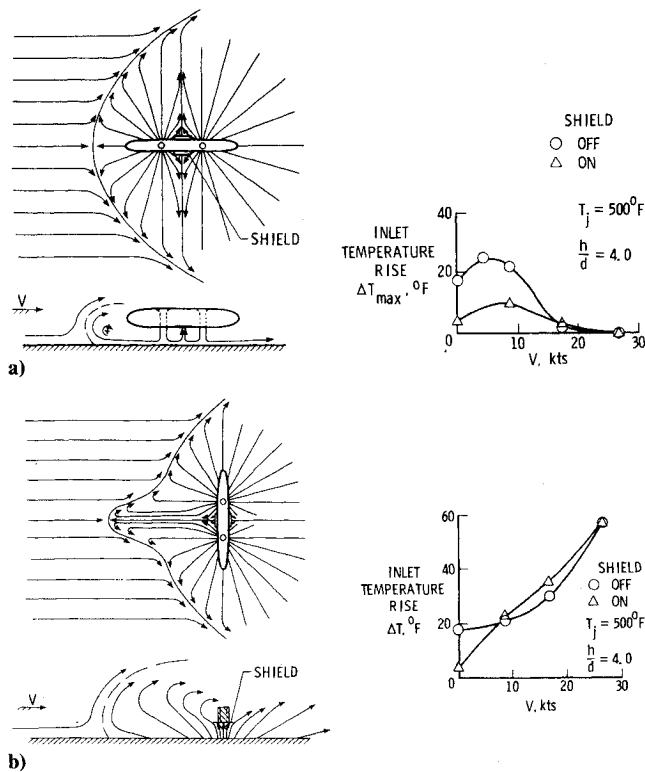 SHIELD
V
a)
SHIELD
OFF
ON
T_j = 500°F
h/d = 4.0
INLET
TEMPERATURE
RISE
ΔT_max, °F
40
20
0
0 10 20 30
V, kts
SHIELD
V
b)
60
40
20
0
INLET
TEMPERATURE
RISE
ΔT, °F
SHIELD
OFF
ON
T_j = 500°F
h/d = 4.0
0 10 20 30
V, kts